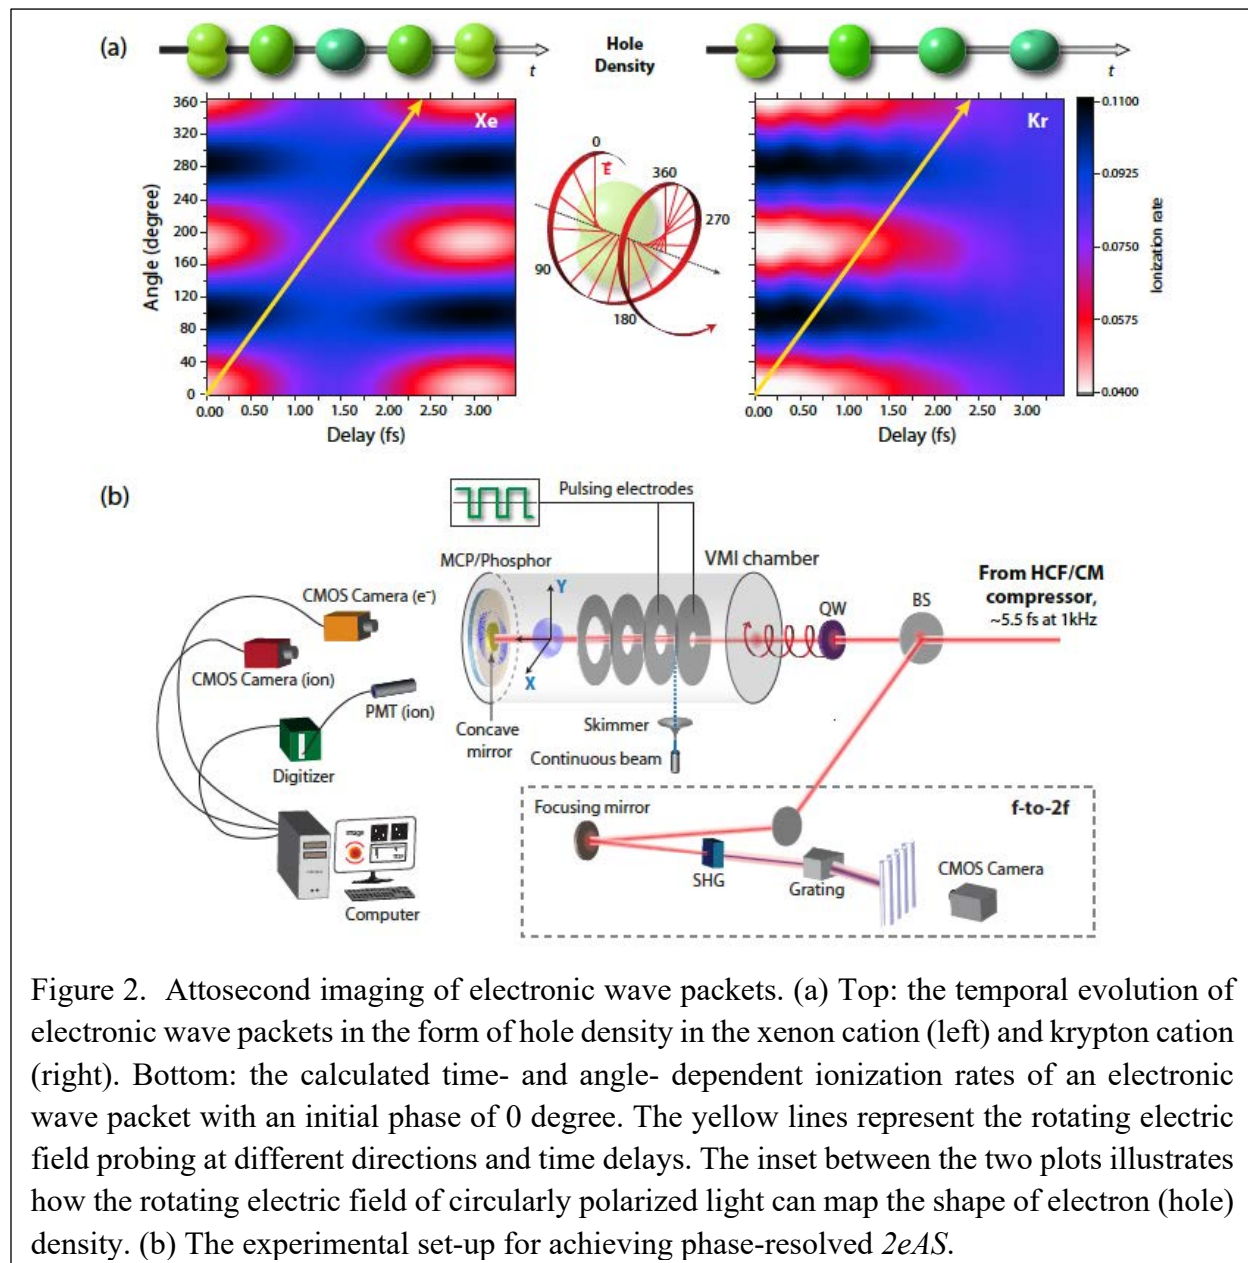 (a)
t
Hole
Density
t
Xe
Kr
360
320
280
240
200
160
120
80
40
0
Angle (degree)
0.00 0.50 1.00 1.50 2.00 2.50 3.00
Delay (fs)
0
E
360
270
90
180
0.00 0.50 1.00 1.50 2.00 2.50 3.00
Delay (fs)
0.1100
0.0925
0.0750
0.0575
0.0400
Ionization rate
(b)
Pulsing electrodes
MCP/Phosphor
VMI chamber
From HCF/CM
compressor,
~5.5 fs at 1kHz
CMOS Camera (e⁻)
Y
X
QW
BS
CMOS Camera (ion)
PMT (ion)
Concave
mirror
Skimmer
Continuous beam
Digitizer
Computer
Focusing mirror
f-to-2f
SHG
Grating
CMOS Camera
Figure 2. Attosecond imaging of electronic wave packets. (a) Top: the temporal evolution of
electronic wave packets in the form of hole density in the xenon cation (left) and krypton cation
(right). Bottom: the calculated time- and angle- dependent ionization rates of an electronic
wave packet with an initial phase of 0 degree. The yellow lines represent the rotating electric
field probing at different directions and time delays. The inset between the two plots illustrates
how the rotating electric field of circularly polarized light can map the shape of electron (hole)
density. (b) The experimental set-up for achieving phase-resolved 2eAS.